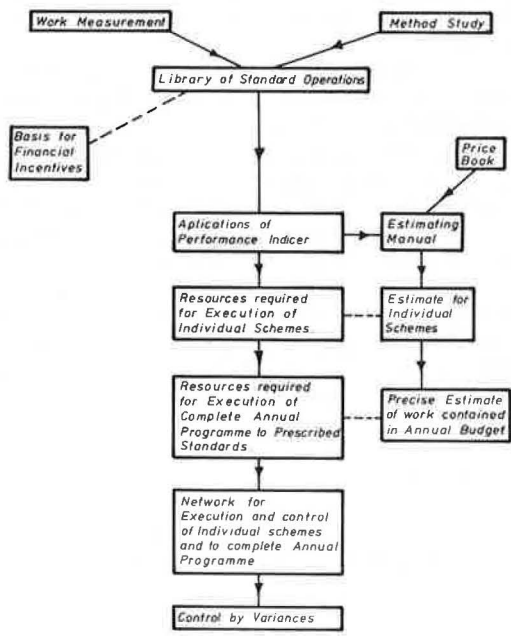 Work Measurement
Method Study
Library of Standard Operations
Basis for
Financial
Incentives
Price
Book
Aplications of
Performance Indicer
Estimating
Manual
Resources required
for Execution of
Individual Schemes
Estimate for
Individual
Schemes
Resources required
for Execution of
Complete Annual
Programme to Prescribed
Standards
Precise Estimate
of work contained
in Annual Budget
Network for
Execution and control
of Individual schemes
and to complete Annual
Programme
Control by Variances